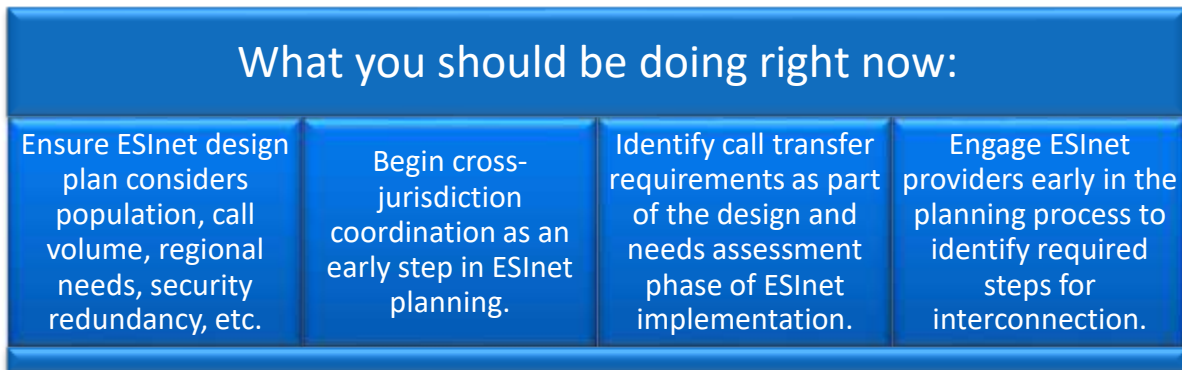 What you should be doing right now:
Ensure ESInet design
plan considers
population, call
volume, regional
needs, security
redundancy, etc.
Begin cross-
jurisdiction
coordination as an
early step in ESInet
planning.
Identify call transfer
requirements as part
of the design and
needs assessment
phase of ESInet
implementation.
Engage ESInet
providers early in the
planning process to
identify required
steps for
interconnection.